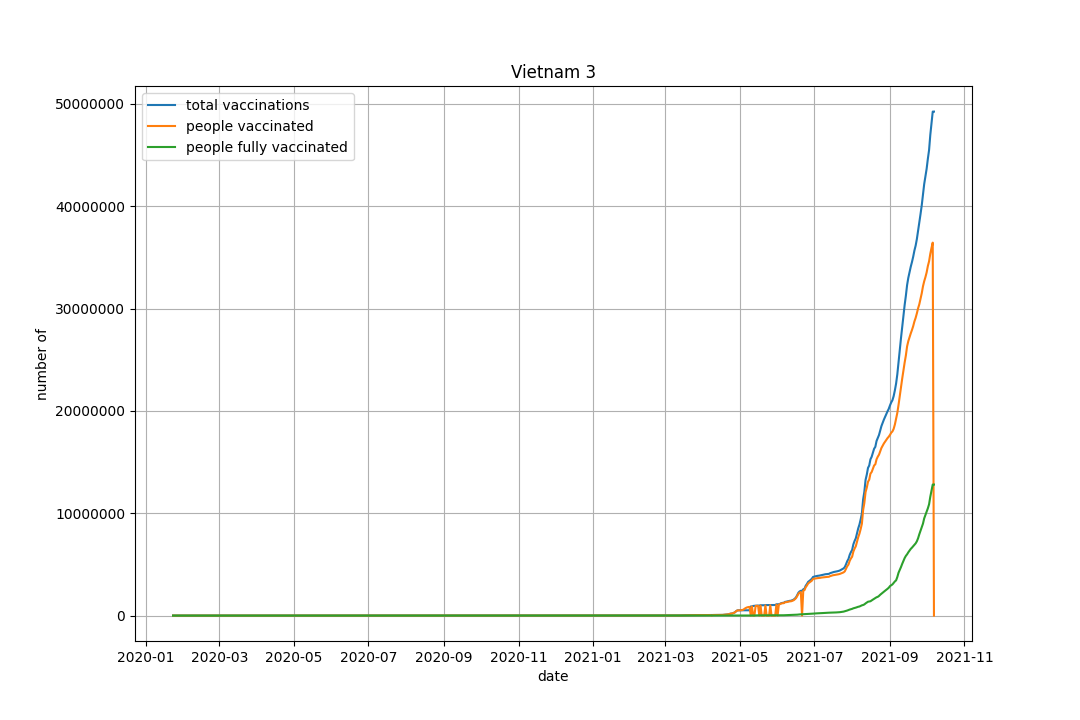 Vietnam 3
total vaccinations
people vaccinated
people fully vaccinated
50000000
40000000
30000000
20000000
10000000
0
number of
2020-01 2020-03 2020-05 2020-07 2020-09 2020-11 2021-01 2021-03 2021-05 2021-07 2021-09 2021-11
date